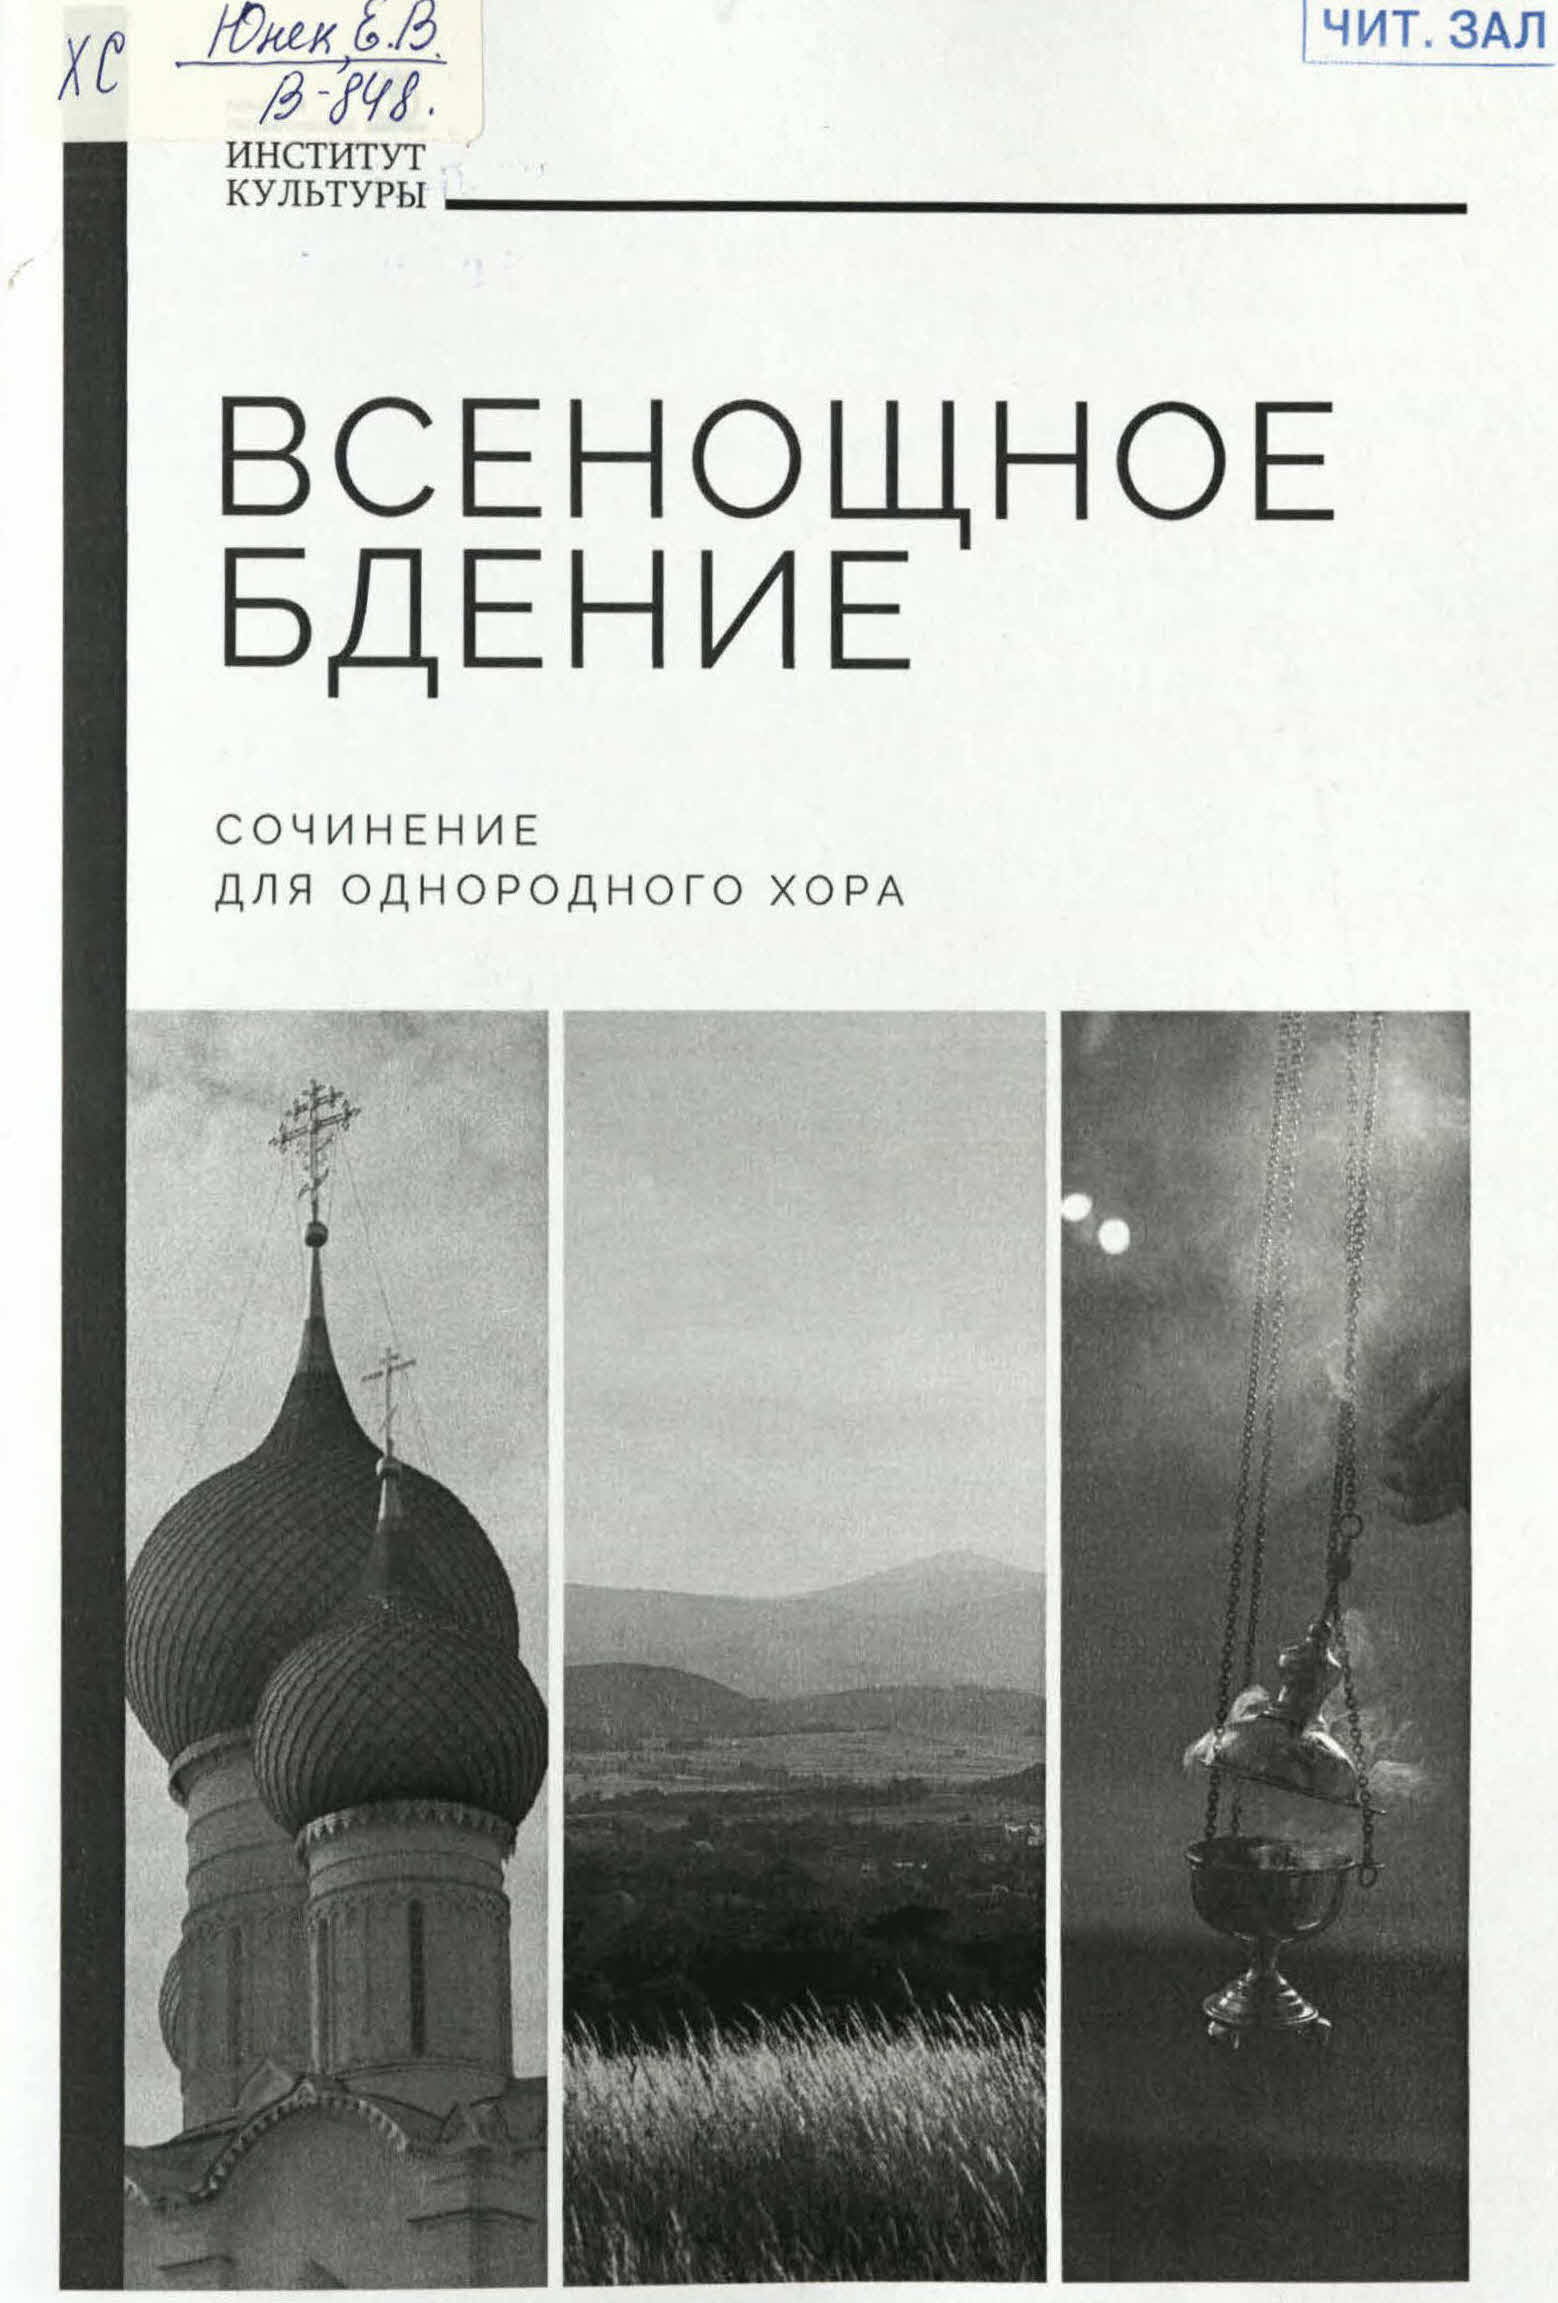 ХС
Юнек, Е.В.
В-848.
ЧИТ. ЗАЛ
ИНСТИТУТ
КУЛЬТУРЫ
ВСЕНОЩНОЕ
БДЕНИЕ
СОЧИНЕНИЕ
ДЛЯ ОДНОРОДНОГО ХОРА